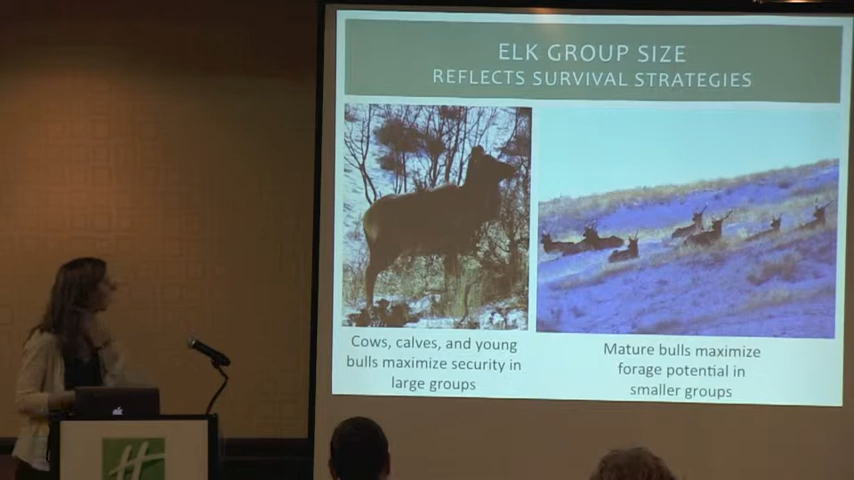 ELK GROUP SIZE
REFLECTS SURVIVAL STRATEGIES
Cows, calves, and young
bulls maximize security in
large groups
Mature bulls maximize
forage potential in
smaller groups
H